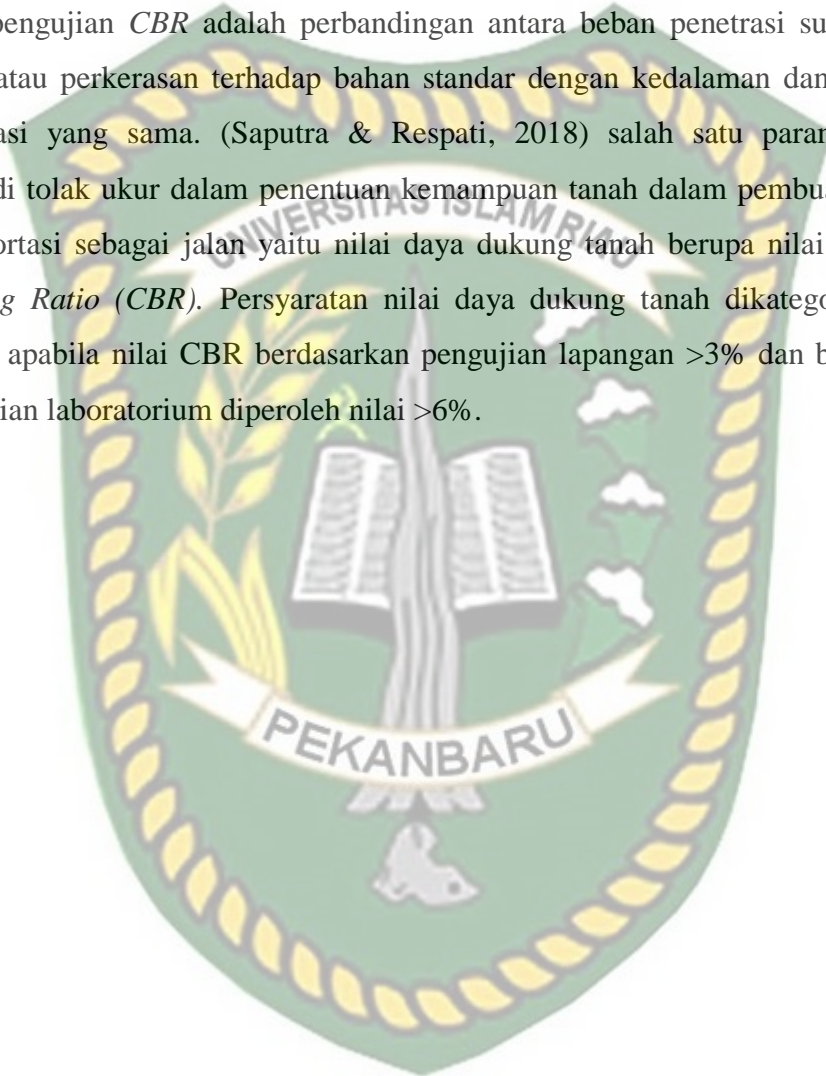 pengujian CBR adalah perbandingan antara beban penetrasi su
atau perkerasan terhadap bahan standar dengan kedalaman dan
asi yang sama. (Saputra & Respati, 2018) salah satu paran
di tolak ukur dalam penentuan kemampuan tanah dalam pembua
ortasi sebagai jalan yaitu nilai daya dukung tanah berupa nilai
g Ratio (CBR). Persyaratan nilai daya dukung tanah dikatego
apabila nilai CBR berdasarkan pengujian lapangan >3% dan b
ian laboratorium diperoleh nilai >6%.
UNIVERSITAS ISLAM RIAU
PEKANBARU